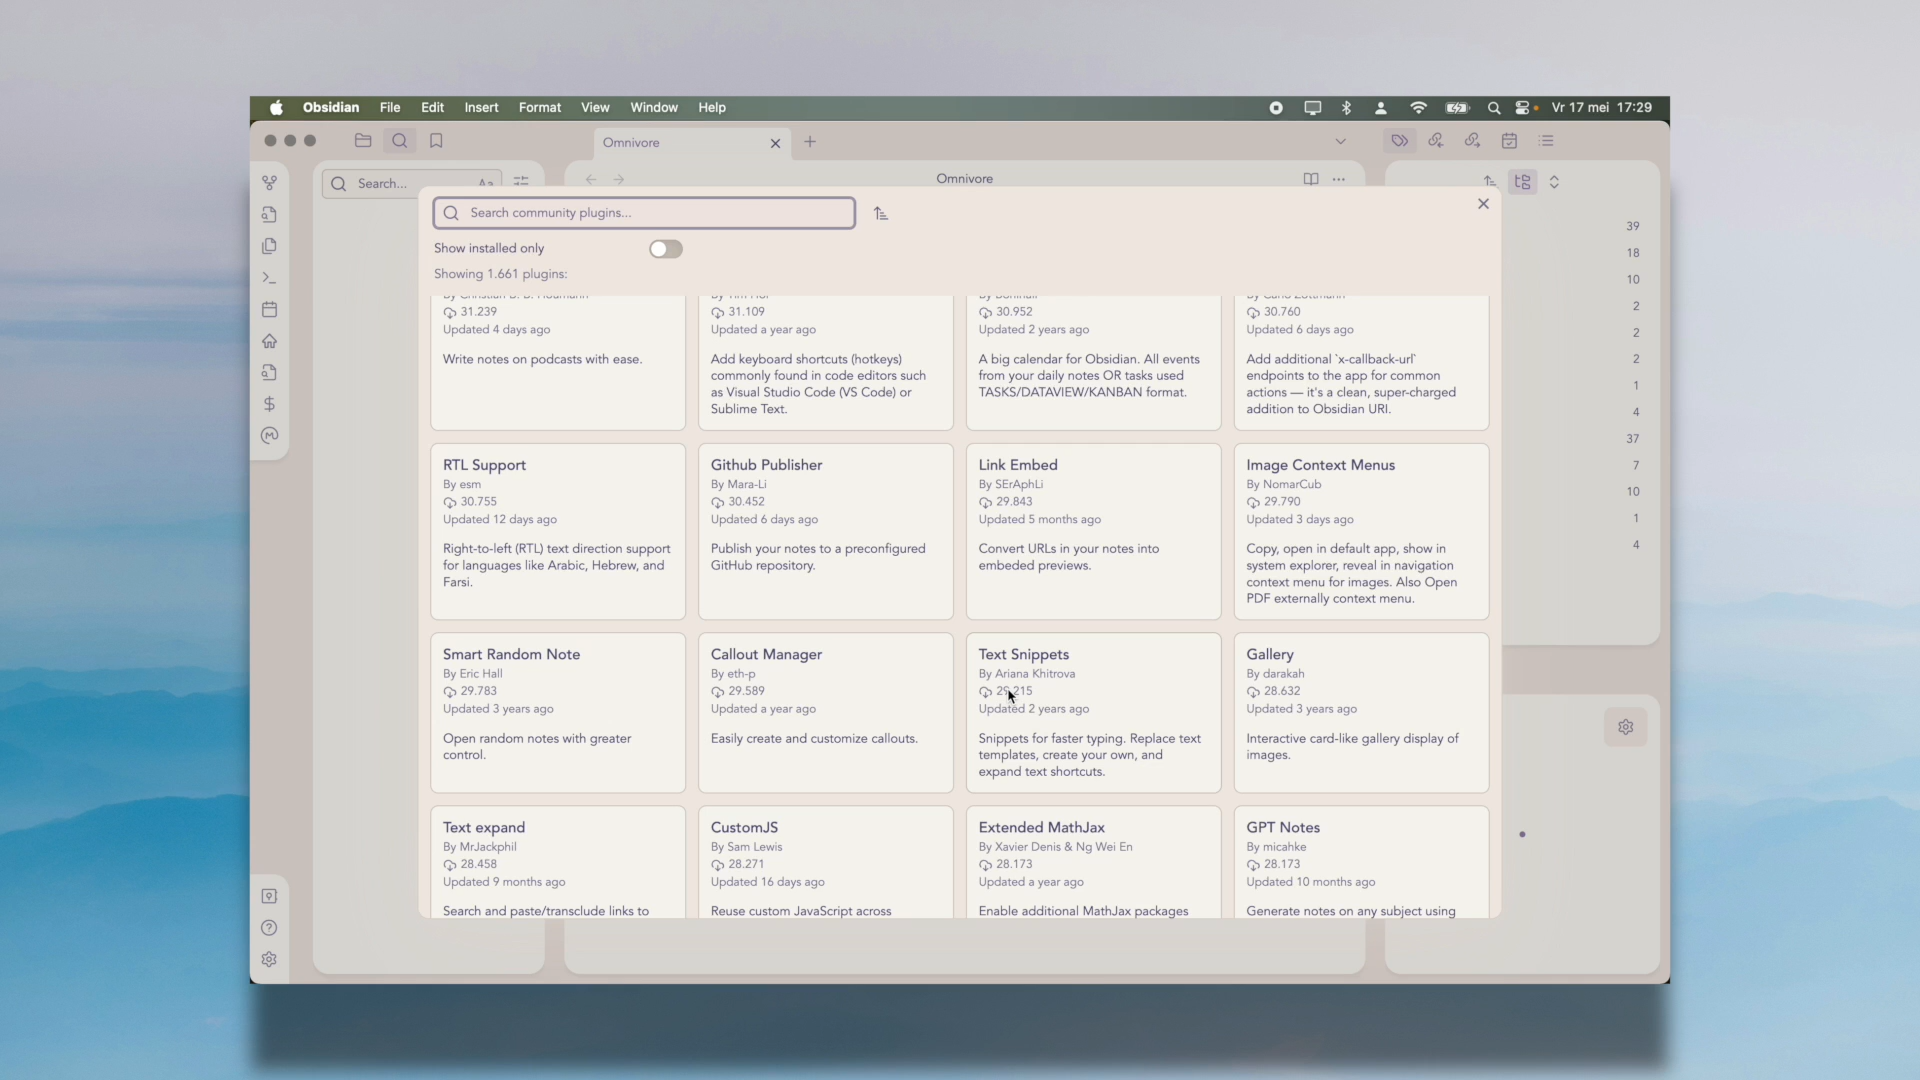 Obsidian File Edit Insert Format View Window Help Vr 17 mei 17:29
Omnivore
Search... Aa
Omnivore
Search community plugins...
Show installed only
Showing 1.661 plugins:
31.239
Updated 4 days ago
Write notes on podcasts with ease.
31.109
Updated a year ago
Add keyboard shortcuts (hotkeys)
commonly found in code editors such
as Visual Studio Code (VS Code) or
Sublime Text.
30.952
Updated 2 years ago
A big calendar for Obsidian. All events
from your daily notes OR tasks used
TASKS/DATAVIEW/KANBAN format.
30.760
Updated 6 days ago
Add additional `x-callback-url`
endpoints to the app for common
actions — it's a clean, super-charged
addition to Obsidian URI.
RTL Support
By esm
30.755
Updated 12 days ago
Right-to-left (RTL) text direction support
for languages like Arabic, Hebrew, and
Farsi.
Github Publisher
By Mara-Li
30.452
Updated 6 days ago
Publish your notes to a preconfigured
GitHub repository.
Link Embed
By SErAphLi
29.843
Updated 5 months ago
Convert URLs in your notes into
embeded previews.
Image Context Menus
By NomarCub
29.790
Updated 3 days ago
Copy, open in default app, show in
system explorer, reveal in navigation
context menu for images. Also Open
PDF externally context menu.
Smart Random Note
By Eric Hall
29.783
Updated 3 years ago
Open random notes with greater
control.
Callout Manager
By eth-p
29.589
Updated a year ago
Easily create and customize callouts.
Text Snippets
By Ariana Khitrova
29.215
Updated 2 years ago
Snippets for faster typing. Replace text
templates, create your own, and
expand text shortcuts.
Gallery
By darakah
28.632
Updated 3 years ago
Interactive card-like gallery display of
images.
Text expand
By MrJackphil
28.458
Updated 9 months ago
Search and paste/transclude links to
CustomJS
By Sam Lewis
28.271
Updated 16 days ago
Reuse custom JavaScript across
Extended MathJax
By Xavier Denis & Ng Wei En
28.173
Updated a year ago
Enable additional MathJax packages
GPT Notes
By micahke
28.173
Updated 10 months ago
Generate notes on any subject using
39
18
10
2
2
2
1
4
37
7
10
1
4